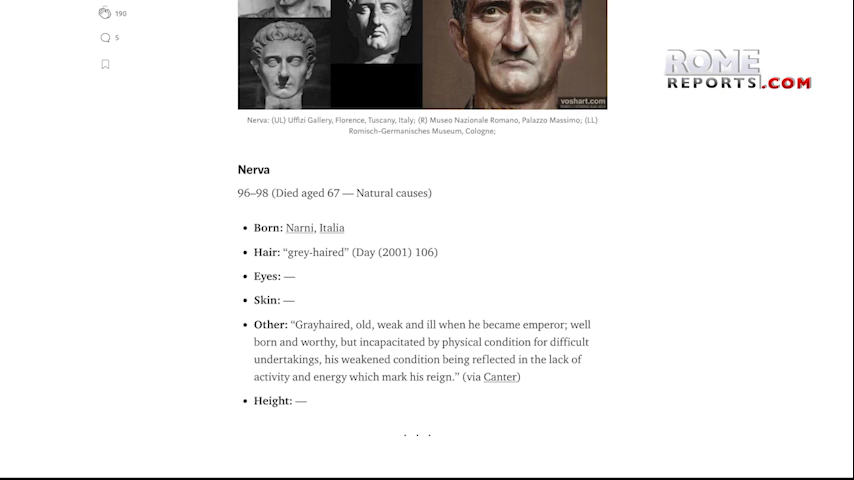 190
5
ROME
REPORTS.COM
voshart.com
Nerva: (UL) Uffizi Gallery, Florence, Tuscany, Italy; (R) Museo Nazionale Romano, Palazzo Massimo; (LL)
Romisch-Germanisches Museum, Cologne;
Nerva
96–98 (Died aged 67 — Natural causes)
• Born: Narni, Italia
• Hair: “grey-haired” (Day (2001) 106)
• Eyes: —
• Skin: —
• Other: “Grayhaired, old, weak and ill when he became emperor; well
born and worthy, but incapacitated by physical condition for difficult
undertakings, his weakened condition being reflected in the lack of
activity and energy which mark his reign.” (via Canter)
• Height: —
. . .